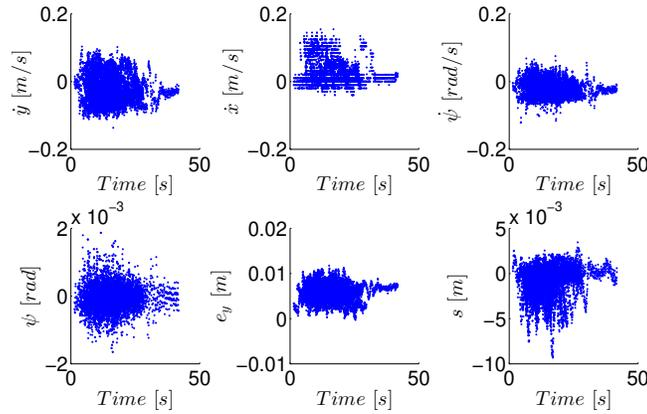 0.2 0.2 0.2
ẏ [m/s] 0 ẋ [m/s] 0 ψ̇ [rad/s] 0
−0.2 −0.2 −0.2
0 50 0 50 0 50
Time [s] Time [s] Time [s]
x 10⁻³ x 10⁻³
2 0.02 5
ψ [rad] 0 e_y [m] 0.01 s [m] 0
0 −5
−2 −0.01 −10
0 50 0 50 0 50
Time [s] Time [s] Time [s]